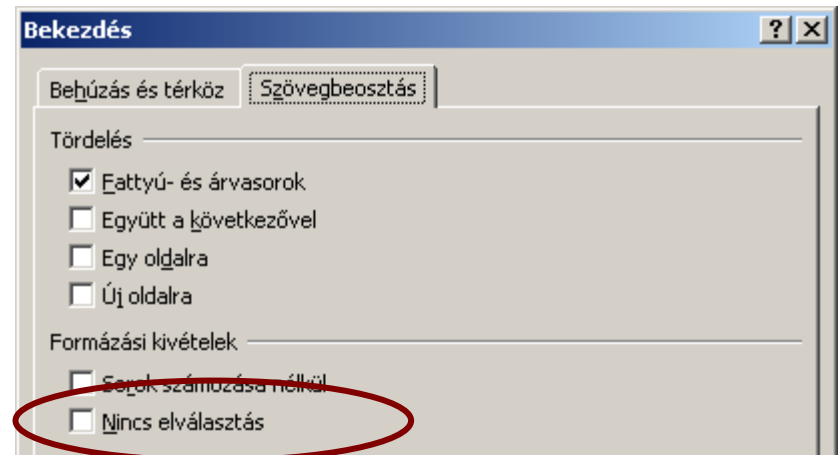 Bekezdés
Behúzás és térköz Szövegbeosztás
Tördelés
Fattyú- és árvasorok
Együtt a következővel
Egy oldalra
Új oldalra
Formázási kivételek
Sorok számozása nélkül
Nincs elválasztás